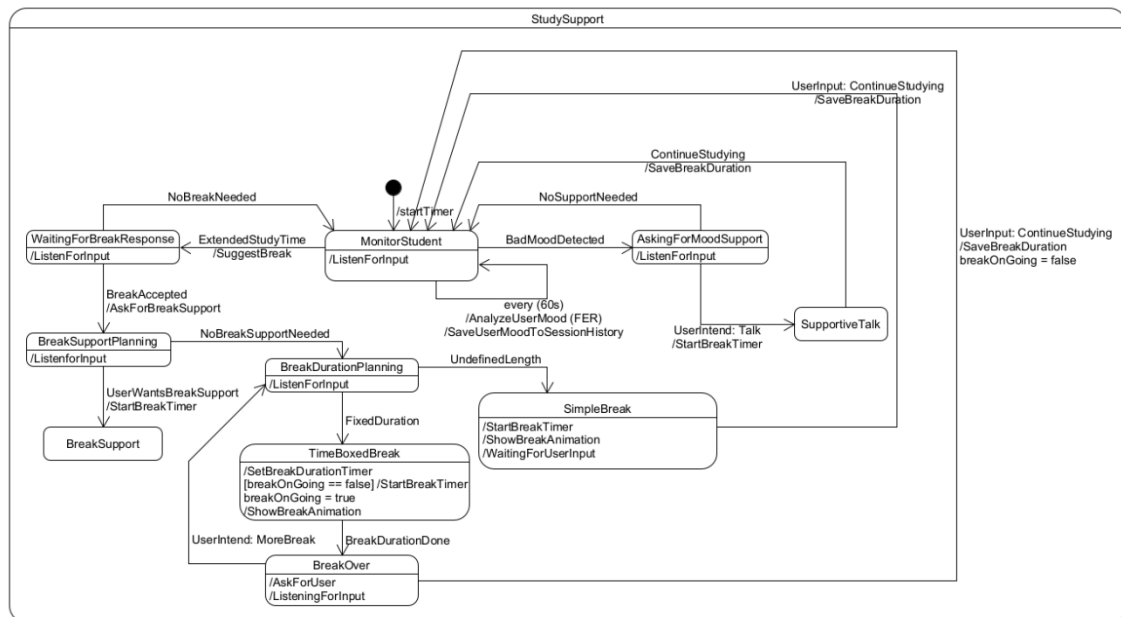 StudySupport
UserInput: ContinueStudying
/SaveBreakDuration
ContinueStudying
/SaveBreakDuration
NoBreakNeeded
/startTimer
NoSupportNeeded
WaitingForBreakResponse
/ListenForInput
ExtendedStudyTime
/SuggestBreak
MonitorStudent
/ListenForInput
BadMoodDetected
AskingForMoodSupport
/ListenForInput
UserInput: ContinueStudying
/SaveBreakDuration
breakOnGoing = false
every (60s)
/AnalyzeUserMood (FER)
/SaveUserMoodToSessionHistory
BreakAccepted
/AskForBreakSupport
UserIntend: Talk
/StartBreakTimer
SupportiveTalk
BreakSupportPlanning
/ListenforInput
NoBreakSupportNeeded
BreakDurationPlanning
/ListenForInput
UndefinedLength
UserWantsBreakSupport
/StartBreakTimer
BreakSupport
FixedDuration
SimpleBreak
/StartBreakTimer
/ShowBreakAnimation
/WaitingForUserInput
TimeBoxedBreak
/SetBreakDurationTimer
[breakOnGoing == false] /StartBreakTimer
breakOnGoing = true
/ShowBreakAnimation
UserIntend: MoreBreak
BreakDurationDone
BreakOver
/AskForUser
/ListeningForInput